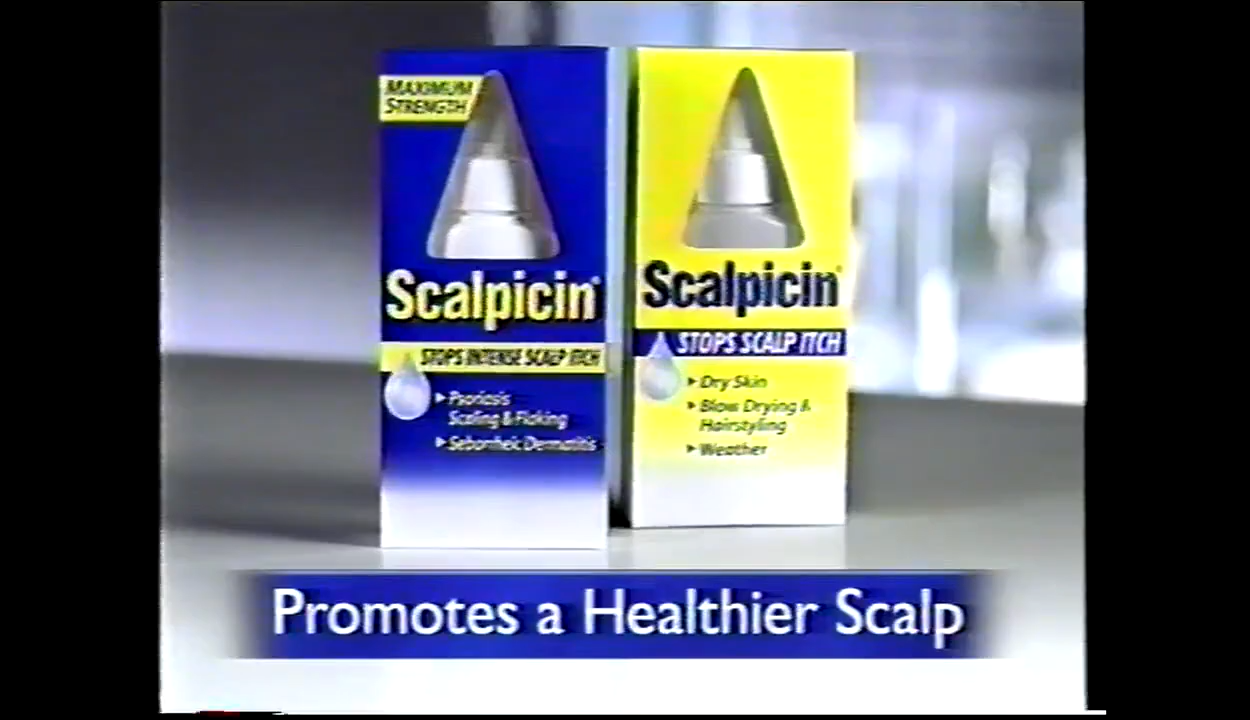 MAXIMUM
STRENGTH
Scalpicin
STOPS INTENSE SCALP ITCH
▸ Psoriasis
Scaling & Flaking
▸ Seborrheic Dermatitis
Scalpicin
STOPS SCALP ITCH
▸ Dry Skin
▸ Blow Drying &
Hairstyling
▸ Weather
Promotes a Healthier Scalp